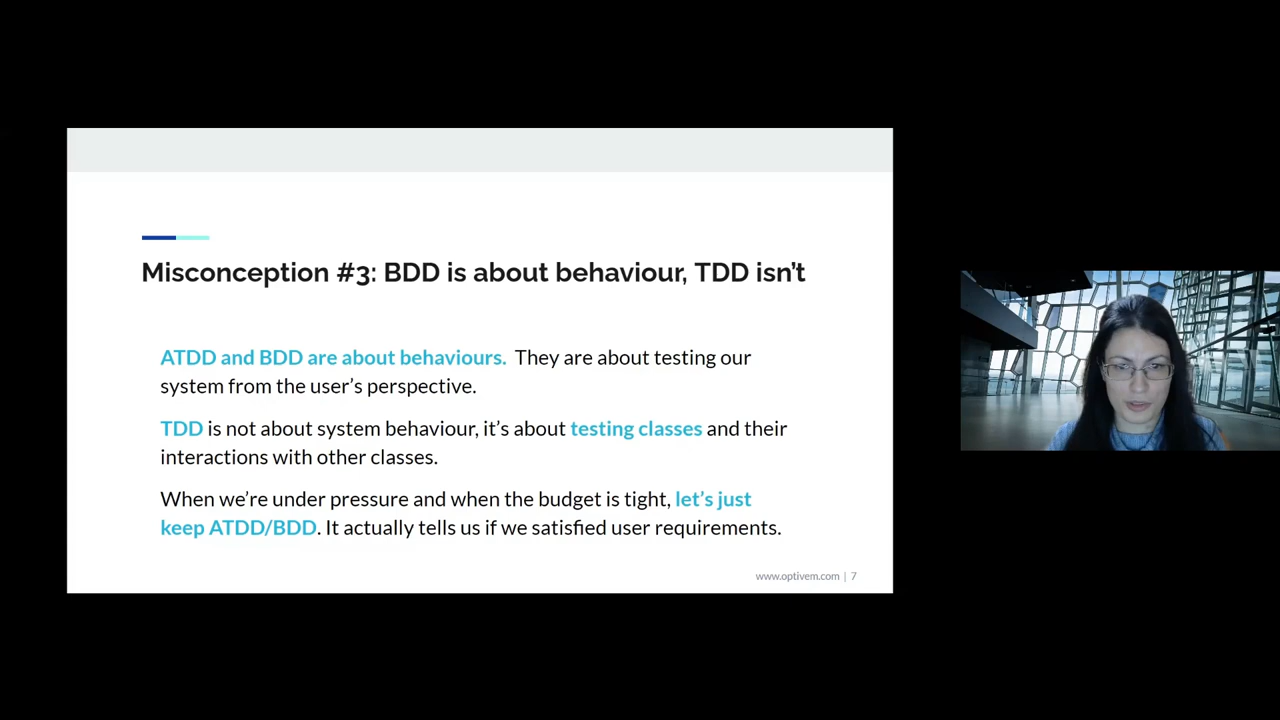 Misconception #3: BDD is about behaviour, TDD isn’t
ATDD and BDD are about behaviours. They are about testing our
system from the user’s perspective.
TDD is not about system behaviour, it’s about testing classes and their
interactions with other classes.
When we’re under pressure and when the budget is tight, let’s just
keep ATDD/BDD. It actually tells us if we satisfied user requirements.
www.optivem.com | 7